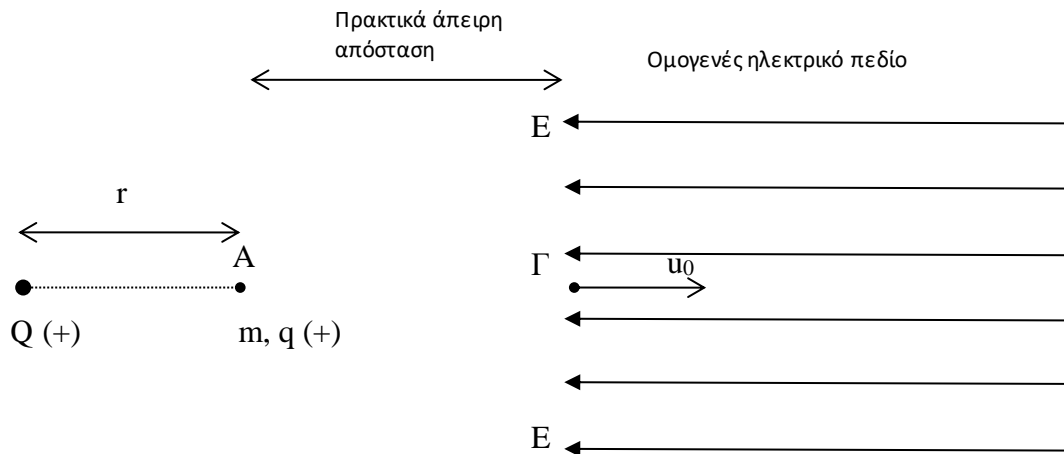 Πρακτικά άπειρη
απόσταση
Ομογενές ηλεκτρικό πεδίο
E
r
A
Γ
u₀
Q (+)
m, q (+)
E